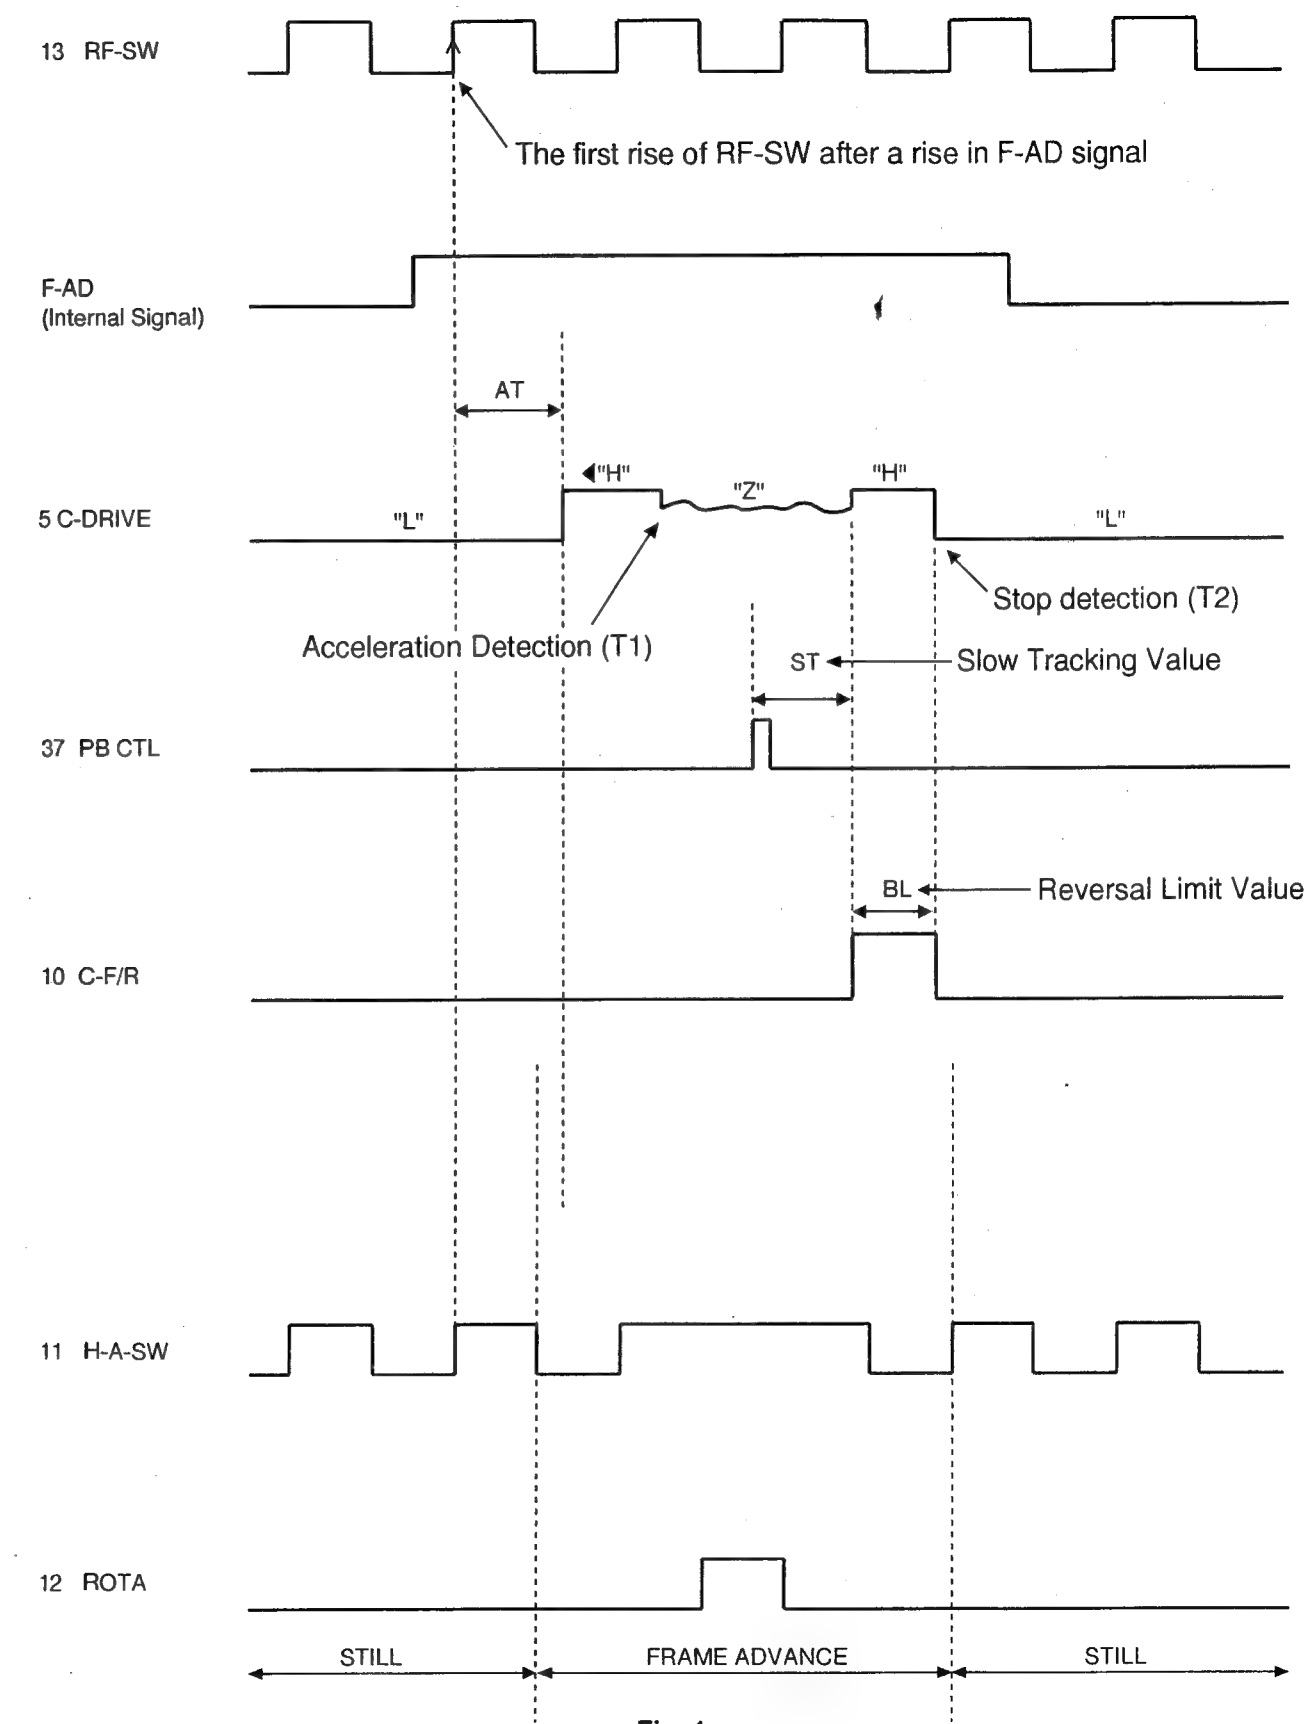 13 RF-SW
The first rise of RF-SW after a rise in F-AD signal
F-AD
(Internal Signal)
AT
5 C-DRIVE
"L"
"H"
"Z"
"H"
"L"
Stop detection (T2)
Acceleration Detection (T1)
ST
Slow Tracking Value
37 PB CTL
BL
Reversal Limit Value
10 C-F/R
11 H-A-SW
12 ROTA
STILL
FRAME ADVANCE
STILL